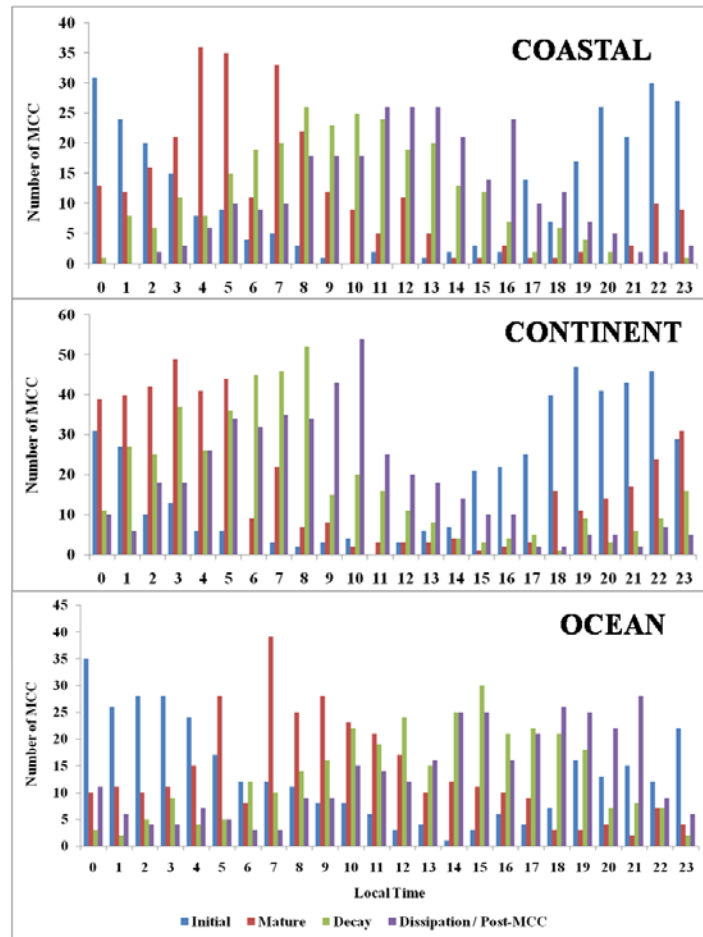 COASTAL
Number of MCC
40
35
30
25
20
15
10
5
0
0 1 2 3 4 5 6 7 8 9 10 11 12 13 14 15 16 17 18 19 20 21 22 23
CONTINENT
Number of MCC
60
50
40
30
20
10
0
0 1 2 3 4 5 6 7 8 9 10 11 12 13 14 15 16 17 18 19 20 21 22 23
OCEAN
Number of MCC
45
40
35
30
25
20
15
10
5
0
0 1 2 3 4 5 6 7 8 9 10 11 12 13 14 15 16 17 18 19 20 21 22 23
Local Time
Initial Mature Decay Dissipation / Post-MCC